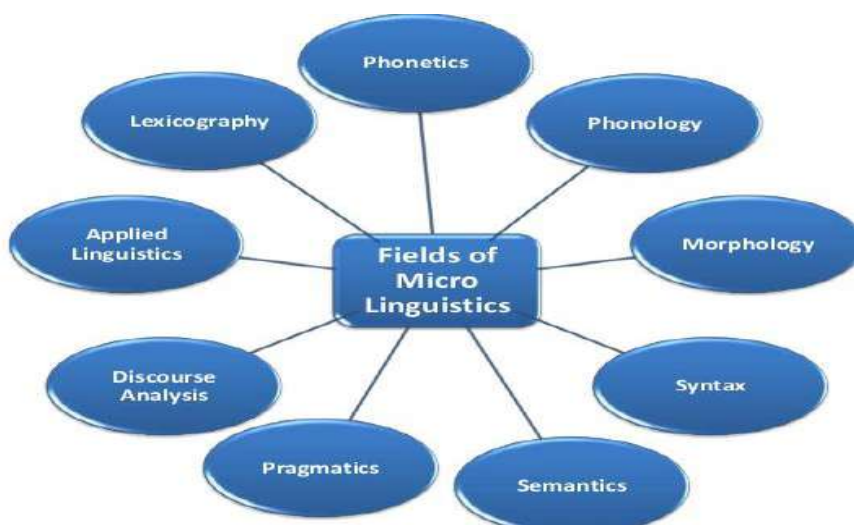 Phonetics
Phonology
Morphology
Syntax
Semantics
Pragmatics
Discourse
Analysis
Applied
Linguistics
Lexicography
Fields of
Micro
Linguistics